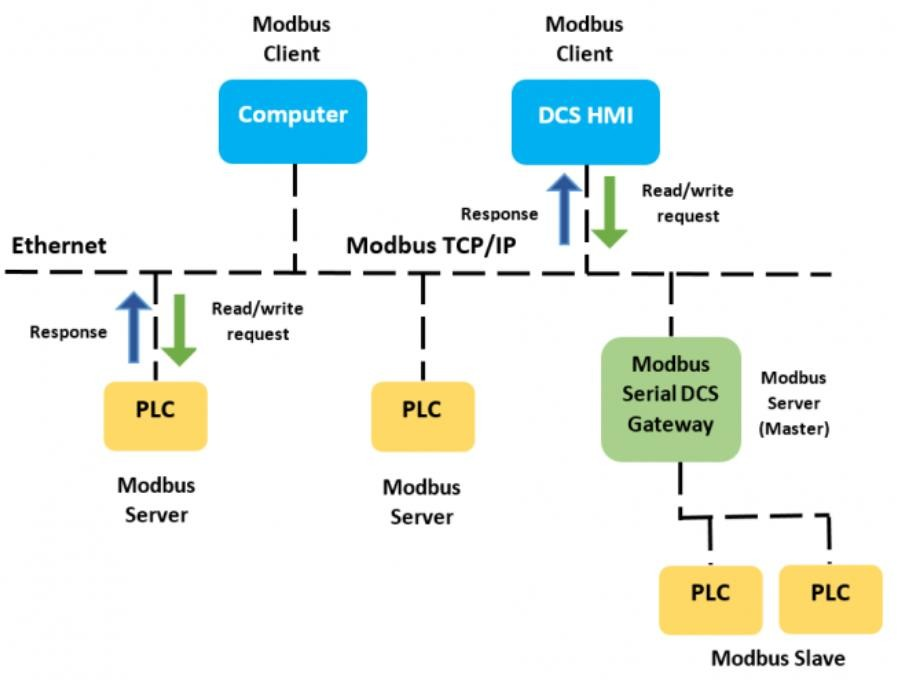 Modbus
Client
Modbus
Client
Computer
DCS HMI
Response
Read/write
request
Ethernet
Modbus TCP/IP
Response
Read/write
request
PLC
PLC
Modbus
Serial DCS
Gateway
Modbus
Server
(Master)
Modbus
Server
Modbus
Server
PLC
PLC
Modbus Slave